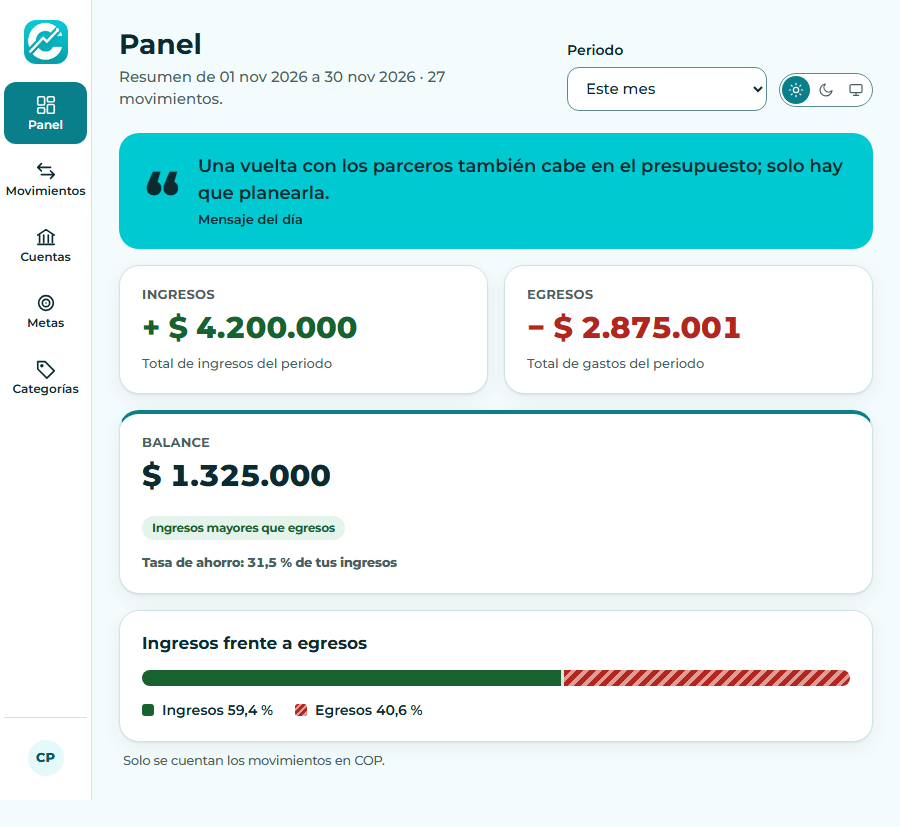 Panel
Movimientos
Cuentas
Metas
Categorías
CP
Panel
Resumen de 01 nov 2026 a 30 nov 2026 · 27
movimientos.
Periodo
Este mes
“
Una vuelta con los parceros también cabe en el presupuesto; solo hay
que planearla.
Mensaje del día
INGRESOS
+ $ 4.200.000
Total de ingresos del periodo
EGRESOS
− $ 2.875.001
Total de gastos del periodo
BALANCE
$ 1.325.000
Ingresos mayores que egresos
Tasa de ahorro: 31,5 % de tus ingresos
Ingresos frente a egresos
Ingresos 59,4 %
Egresos 40,6 %
Solo se cuentan los movimientos en COP.